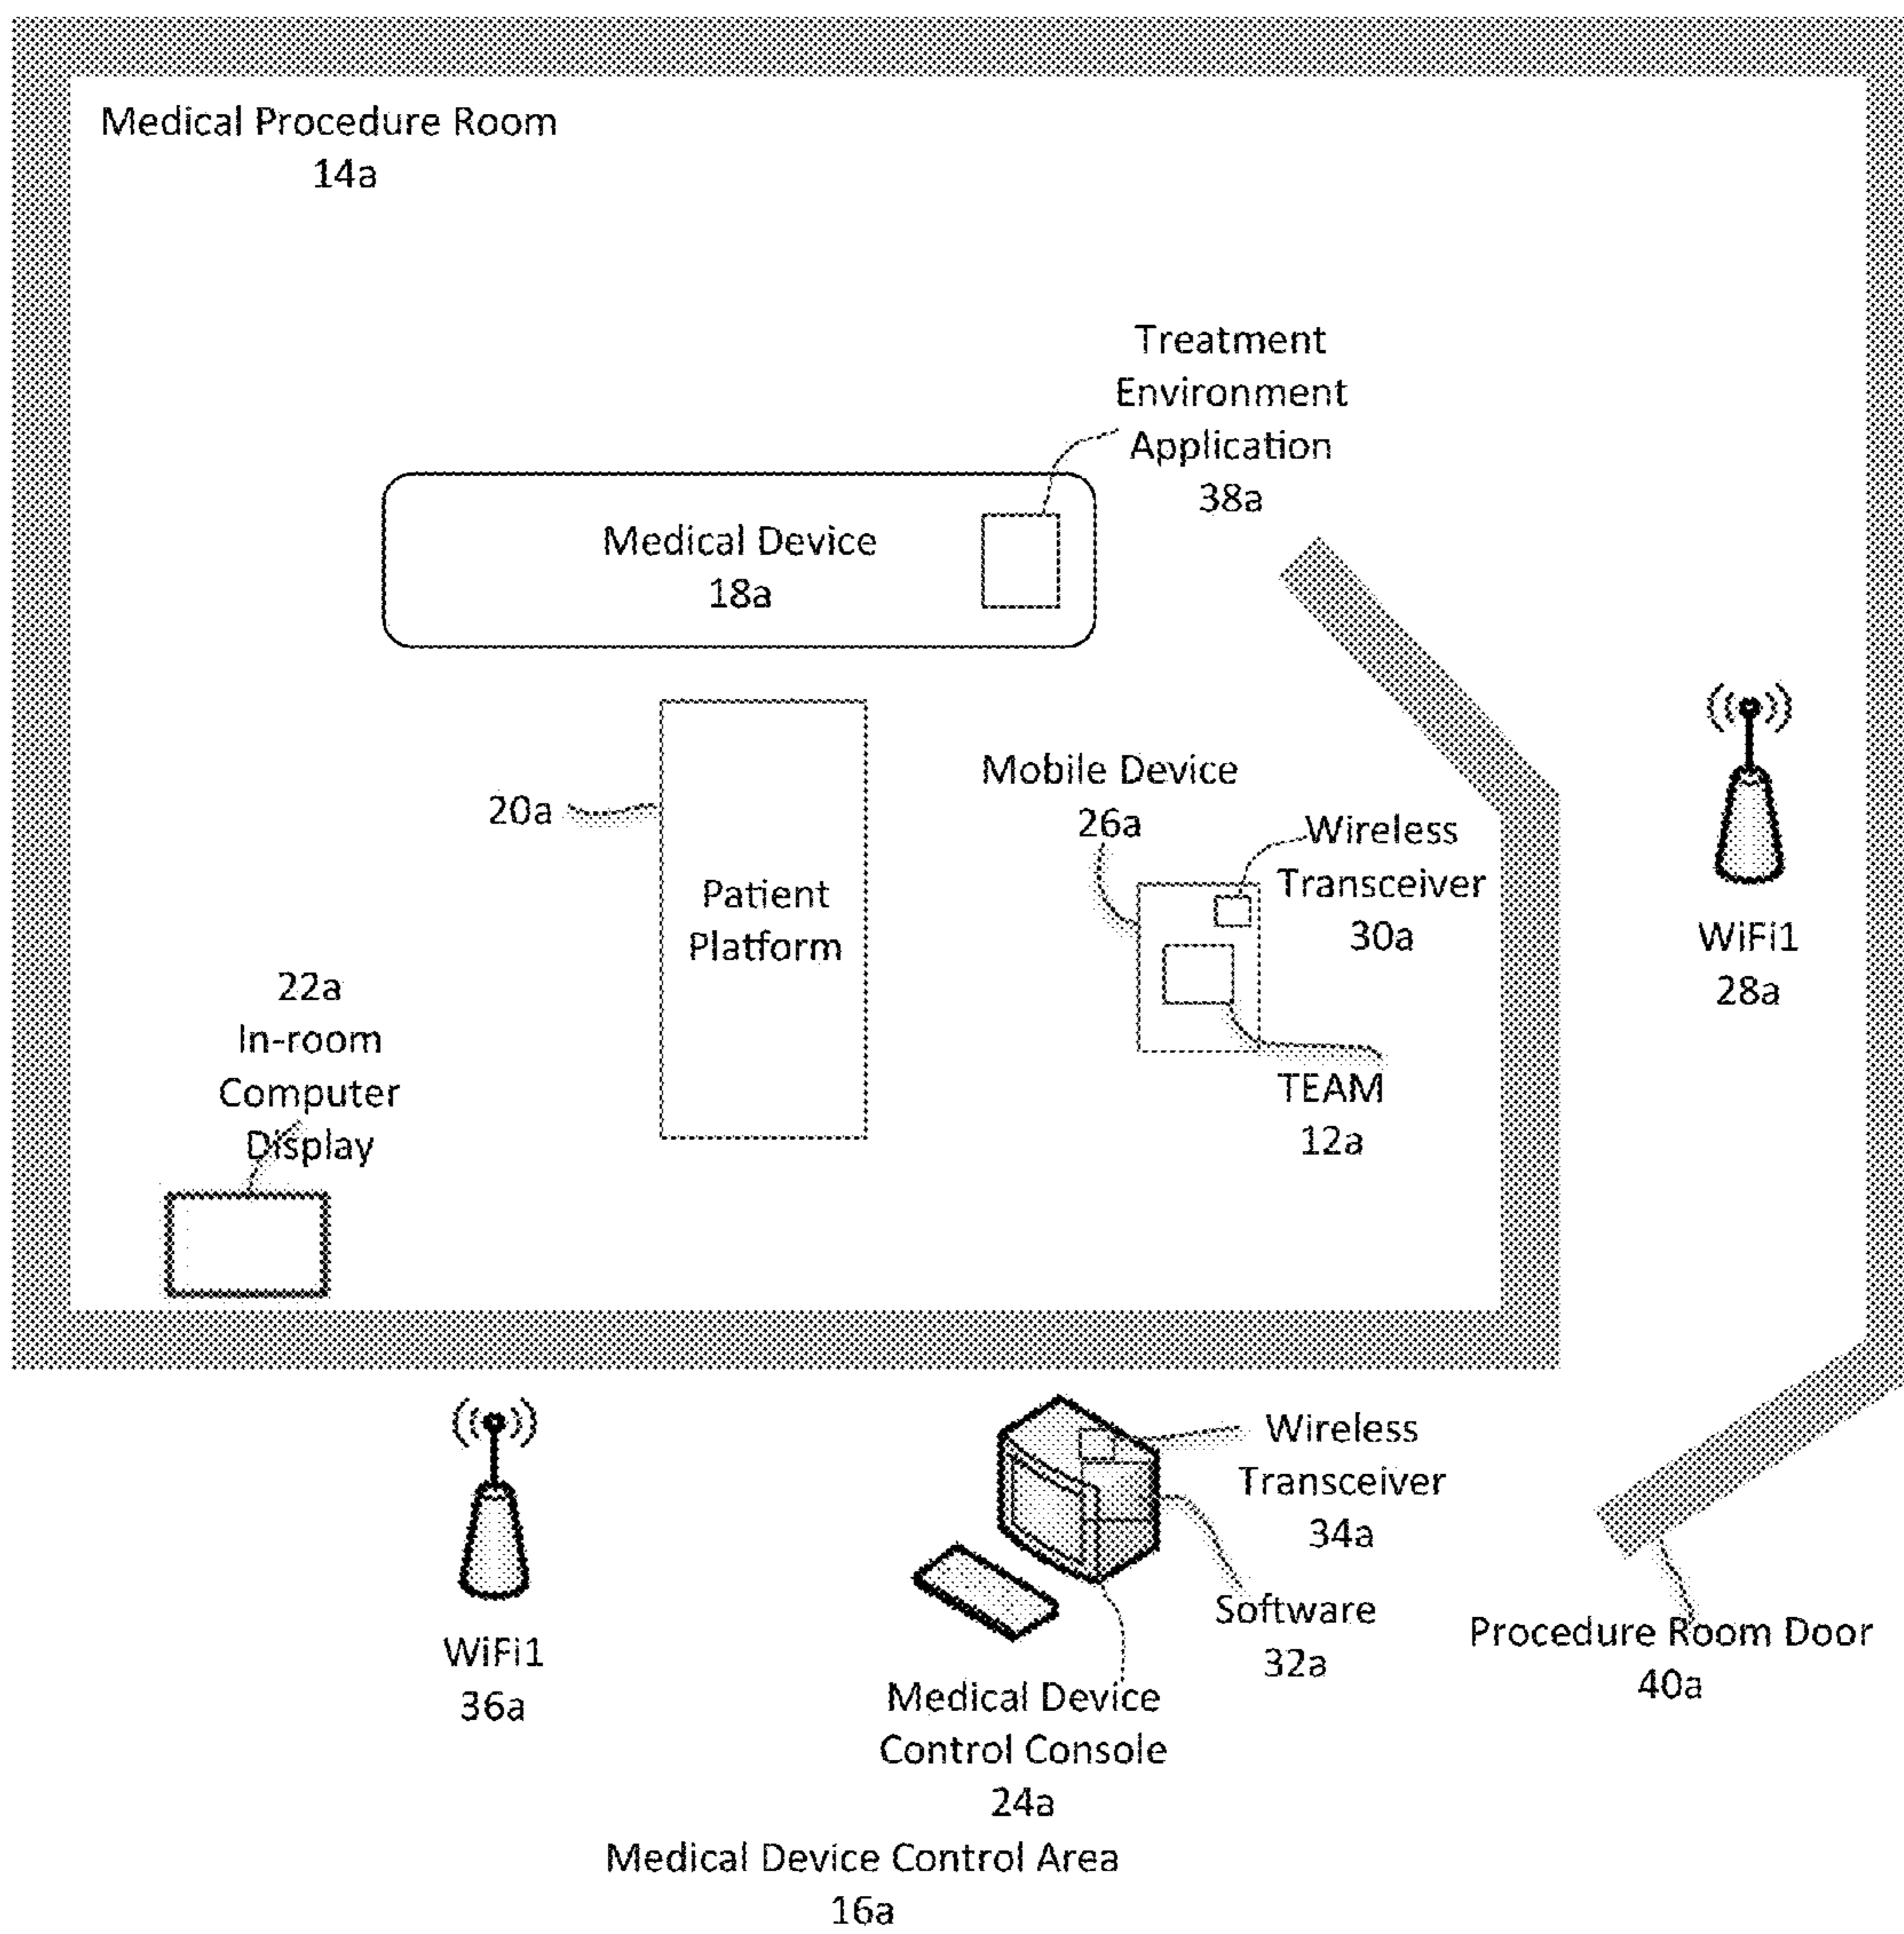 Medical Procedure Room
14a
Treatment
Environment
Application
38a
Medical Device
18a
Mobile Device
26a
20a
Wireless
Transceiver
30a
Patient
Platform
WiFi1
28a
22a
In-room
Computer
Display
TEAM
12a
Wireless
Transceiver
34a
Software
32a
Procedure Room Door
40a
WiFi1
36a
Medical Device
Control Console
24a
Medical Device Control Area
16a